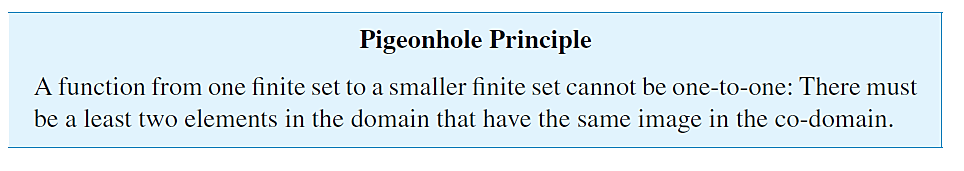 Pigeonhole Principle
A function from one finite set to a smaller finite set cannot be one-to-one: There must
be a least two elements in the domain that have the same image in the co-domain.